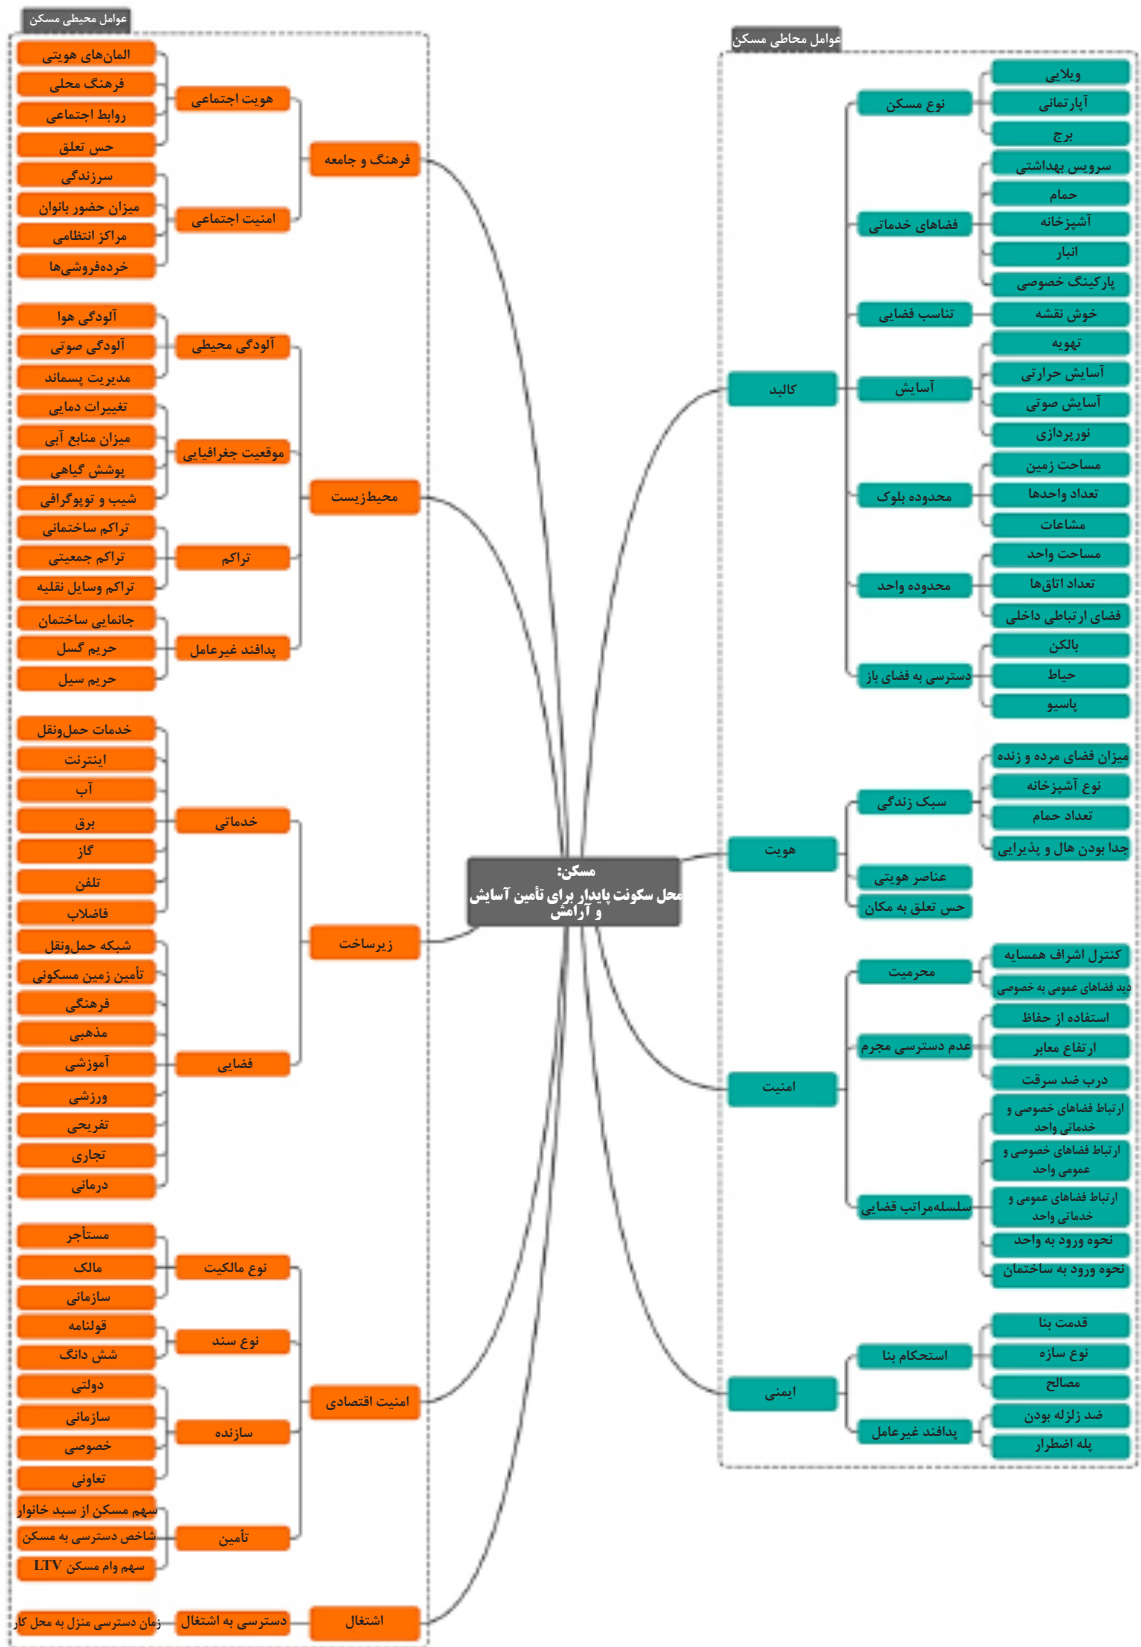 عوامل محاطی مسکن
کالبد
نوع مسکن
ویلایی
آپارتمانی
برج
فضاهای خدماتی
سرویس بهداشتی
حمام
آشپزخانه
انبار
پارکینگ خصوصی
تناسب فضایی
خوش نقشه
آسایش
تهویه
آسایش حرارتی
آسایش صوتی
نورپردازی
محدوده بلوک
مساحت زمین
تعداد واحدها
مشاعات
محدوده واحد
مساحت واحد
تعداد اتاق‌ها
فضای ارتباطی داخلی
دسترسی به فضای باز
بالکن
حیاط
پاسیو
هویت
سبک زندگی
میزان فضای مرده و زنده
نوع آشپزخانه
تعداد حمام
جدا بودن هال و پذیرایی
عناصر هویتی
حس تعلق به مکان
امنیت
محرمیت
کنترل اشراف همسایه
دید فضاهای عمومی به خصوصی
عدم دسترسی مجرم
استفاده از حفاظ
ارتفاع معابر
درب ضد سرقت
سلسله‌مراتب فضایی
ارتباط فضاهای خصوصی و
خدماتی واحد
ارتباط فضاهای خصوصی و
عمومی واحد
ارتباط فضاهای عمومی و
خدماتی واحد
نحوه ورود به واحد
نحوه ورود به ساختمان
ایمنی
استحکام بنا
قدمت بنا
نوع سازه
مصالح
پدافند غیرعامل
ضد زلزله بودن
پله اضطرار
مسکن:
محل سکونت پایدار برای تأمین آسایش
و آرامش
عوامل محیطی مسکن
فرهنگ و جامعه
هویت اجتماعی
المان‌های هویتی
فرهنگ محلی
روابط اجتماعی
حس تعلق
امنیت اجتماعی
سرزندگی
میزان حضور بانوان
مراکز انتظامی
خرده‌فروشی‌ها
محیط‌زیست
آلودگی محیطی
آلودگی هوا
آلودگی صوتی
مدیریت پسماند
موقعیت جغرافیایی
تغییرات دمایی
میزان منابع آبی
پوشش گیاهی
شیب و توپوگرافی
تراکم
تراکم ساختمانی
تراکم جمعیتی
تراکم وسایل نقلیه
پدافند غیرعامل
جانمایی ساختمان
حریم گسل
حریم سیل
زیرساخت
خدماتی
خدمات حمل‌ونقل
اینترنت
آب
برق
گاز
تلفن
فاضلاب
فضایی
شبکه حمل‌ونقل
تأمین زمین مسکونی
فرهنگی
مذهبی
آموزشی
ورزشی
تفریحی
تجاری
درمانی
امنیت اقتصادی
نوع مالکیت
مستأجر
مالک
سازمانی
نوع سند
قولنامه
شش دانگ
سازنده
دولتی
سازمانی
خصوصی
تعاونی
تأمین
سهم مسکن از سبد خانوار
شاخص دسترسی به مسکن
سهم وام مسکن LTV
اشتغال
دسترسی به اشتغال
زمان دسترسی منزل به محل کار